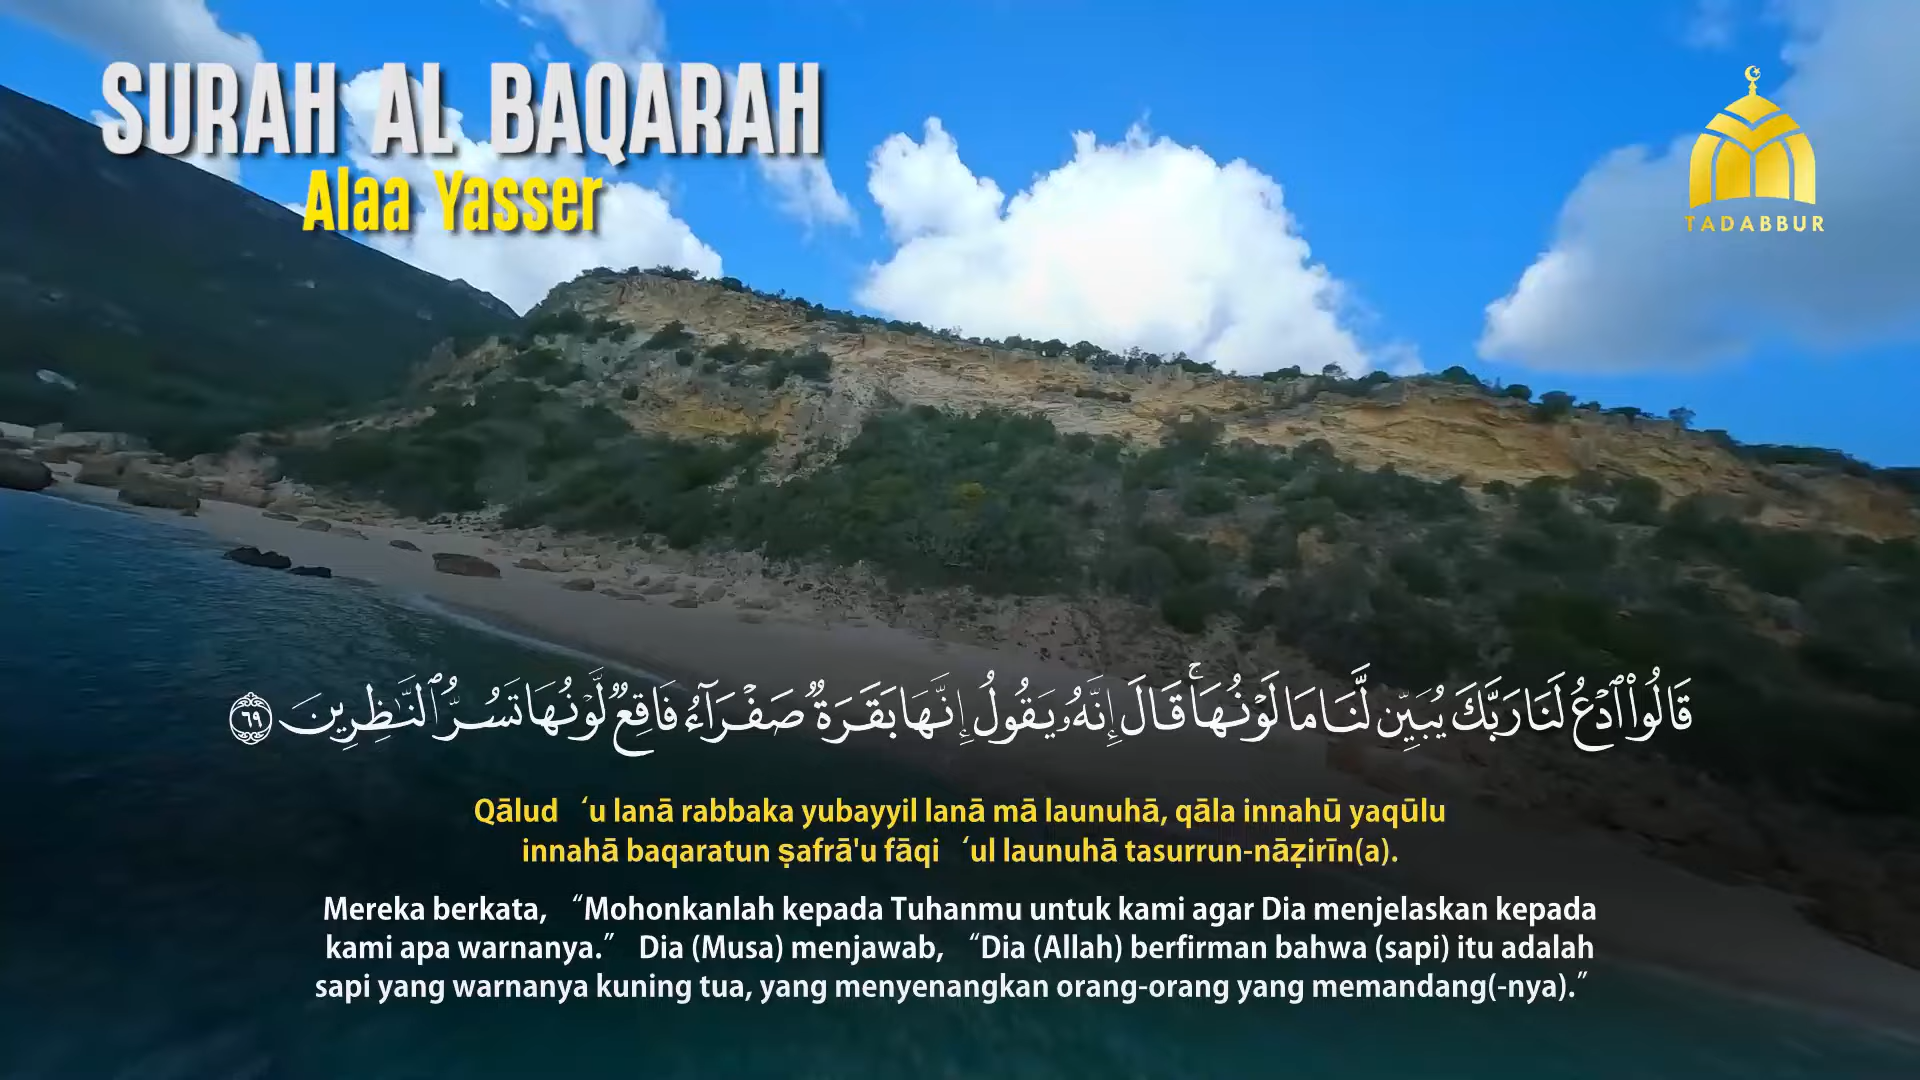 SURAH AL BAQARAH
Alaa Yasser
TADABBUR
قَالُوا۟ ٱدْعُ لَنَا رَبَّكَ يُبَيِّن لَّنَا مَا لَوْنُهَا ۚ قَالَ إِنَّهُۥ يَقُولُ إِنَّهَا بَقَرَةٌ صَفْرَآءُ فَاقِعٌ لَّوْنُهَا تَسُرُّ ٱلنَّـٰظِرِينَ ٦٩
Qālud ‘u lanā rabbaka yubayyil lanā mā launuhā, qāla innahū yaqūlu
innahā baqaratun ṣafrā'u fāqi ‘ul launuhā tasurrun-nāẓirīn(a).
Mereka berkata, “Mohonkanlah kepada Tuhanmu untuk kami agar Dia menjelaskan kepada
kami apa warnanya.” Dia (Musa) menjawab, “Dia (Allah) berfirman bahwa (sapi) itu adalah
sapi yang warnanya kuning tua, yang menyenangkan orang-orang yang memandang(-nya).”